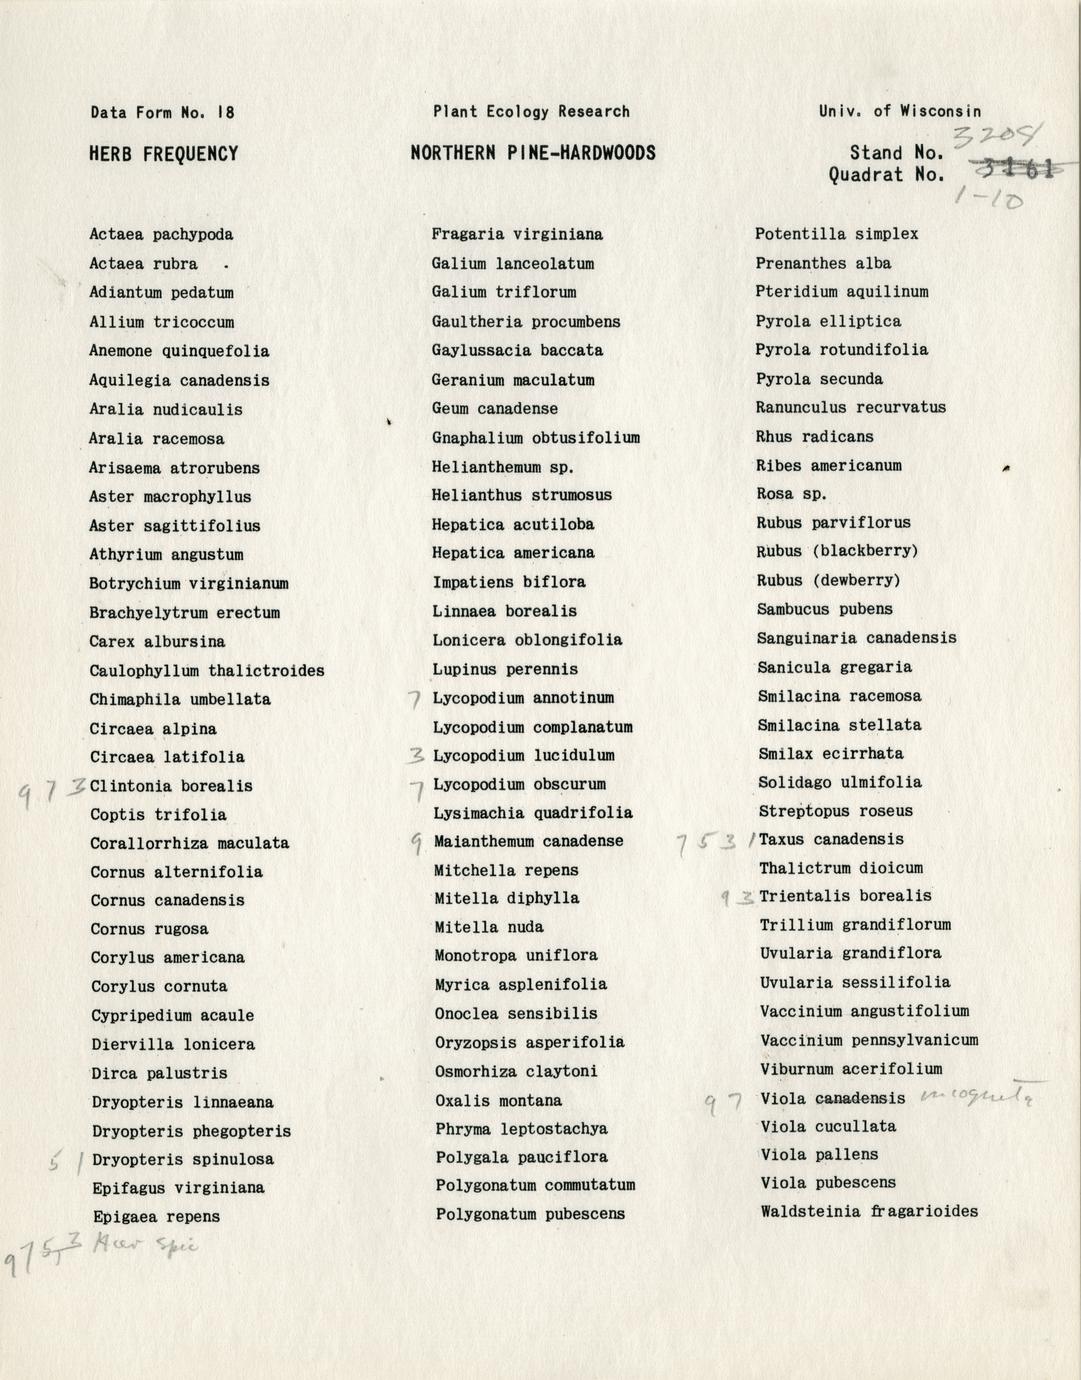 Data Form No. 18 Plant Ecology Research Univ. of Wisconsin
HERB FREQUENCY NORTHERN PINE-HARDWOODS Stand No. 3208
Quadrat No. 3161
1-10
Actaea pachypoda
Actaea rubra
Adiantum pedatum
Allium tricoccum
Anemone quinquefolia
Aquilegia canadensis
Aralia nudicaulis
Aralia racemosa
Arisaema atrorubens
Aster macrophyllus
Aster sagittifolius
Athyrium angustum
Botrychium virginianum
Brachyelytrum erectum
Carex albursina
Caulophyllum thalictroides
Chimaphila umbellata
Circaea alpina
Circaea latifolia
9 7 3 Clintonia borealis
Coptis trifolia
Corallorrhiza maculata
Cornus alternifolia
Cornus canadensis
Cornus rugosa
Corylus americana
Corylus cornuta
Cypripedium acaule
Diervilla lonicera
Dirca palustris
Dryopteris linnaeana
Dryopteris phegopteris
5 1 Dryopteris spinulosa
Epifagus virginiana
Epigaea repens
9 7 5, 3 Acer spic
Fragaria virginiana
Galium lanceolatum
Galium triflorum
Gaultheria procumbens
Gaylussacia baccata
Geranium maculatum
Geum canadense
Gnaphalium obtusifolium
Helianthemum sp.
Helianthus strumosus
Hepatica acutiloba
Hepatica americana
Impatiens biflora
Linnaea borealis
Lonicera oblongifolia
Lupinus perennis
7 Lycopodium annotinum
Lycopodium complanatum
3 Lycopodium lucidulum
7 Lycopodium obscurum
Lysimachia quadrifolia
9 Maianthemum canadense
Mitchella repens
Mitella diphylla
Mitella nuda
Monotropa uniflora
Myrica asplenifolia
Onoclea sensibilis
Oryzopsis asperifolia
Osmorhiza claytoni
Oxalis montana
Phryma leptostachya
Polygala pauciflora
Polygonatum commutatum
Polygonatum pubescens
Potentilla simplex
Prenanthes alba
Pteridium aquilinum
Pyrola elliptica
Pyrola rotundifolia
Pyrola secunda
Ranunculus recurvatus
Rhus radicans
Ribes americanum
Rosa sp.
Rubus parviflorus
Rubus (blackberry)
Rubus (dewberry)
Sambucus pubens
Sanguinaria canadensis
Sanicula gregaria
Smilacina racemosa
Smilacina stellata
Smilax ecirrhata
Solidago ulmifolia
Streptopus roseus
7 5 3 1 Taxus canadensis
Thalictrum dioicum
9 3 Trientalis borealis
Trillium grandiflorum
Uvularia grandiflora
Uvularia sessilifolia
Vaccinium angustifolium
Vaccinium pennsylvanicum
Viburnum acerifolium
9 7 Viola canadensis incognita
Viola cucullata
Viola pallens
Viola pubescens
Waldsteinia fragarioides